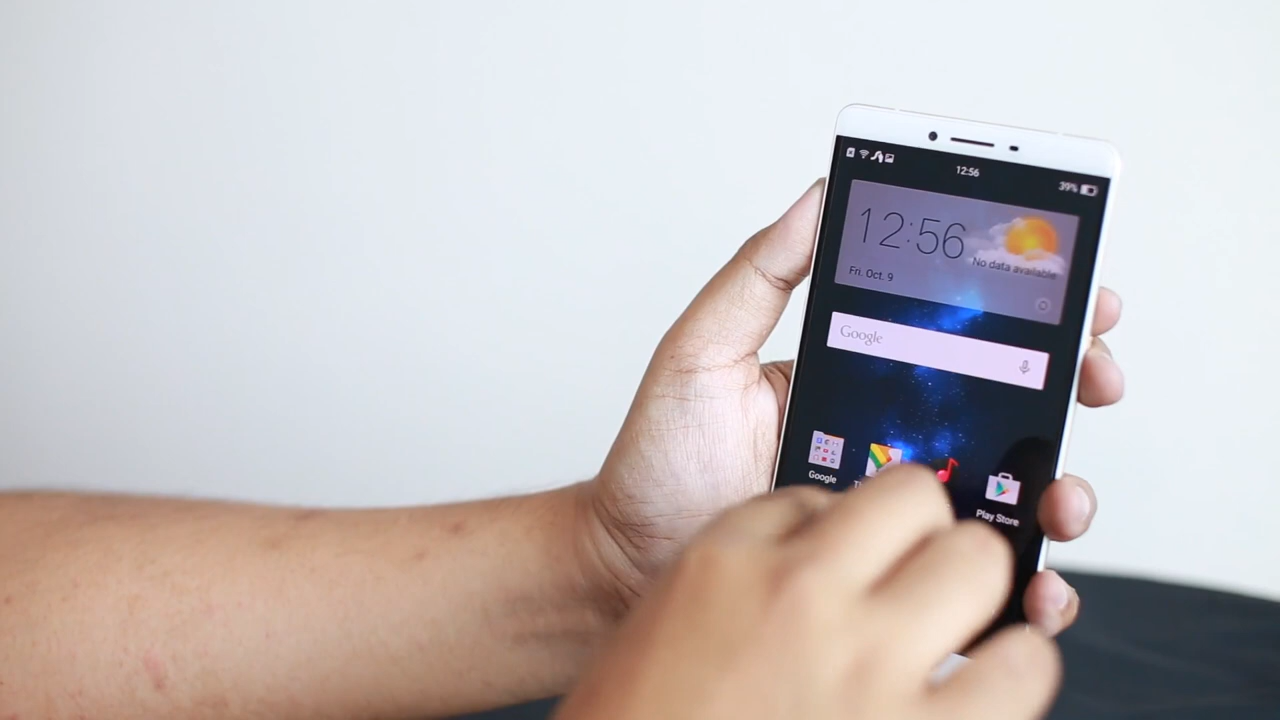 12:56
39%
12:56
No data available
Fri. Oct. 9
Google
Google
Play Store